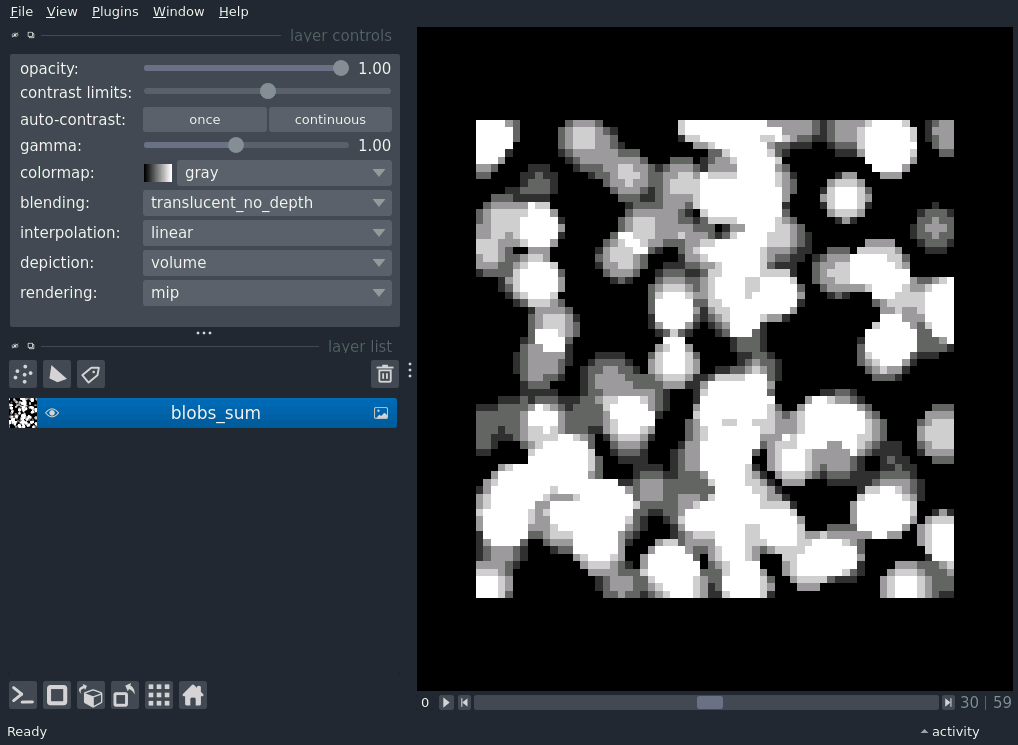 File View Plugins Window Help
layer controls
opacity: 1.00
contrast limits:
auto-contrast: once continuous
gamma: 1.00
colormap: gray
blending: translucent_no_depth
interpolation: linear
depiction: volume
rendering: mip
layer list
blobs_sum
0 30 | 59
Ready activity